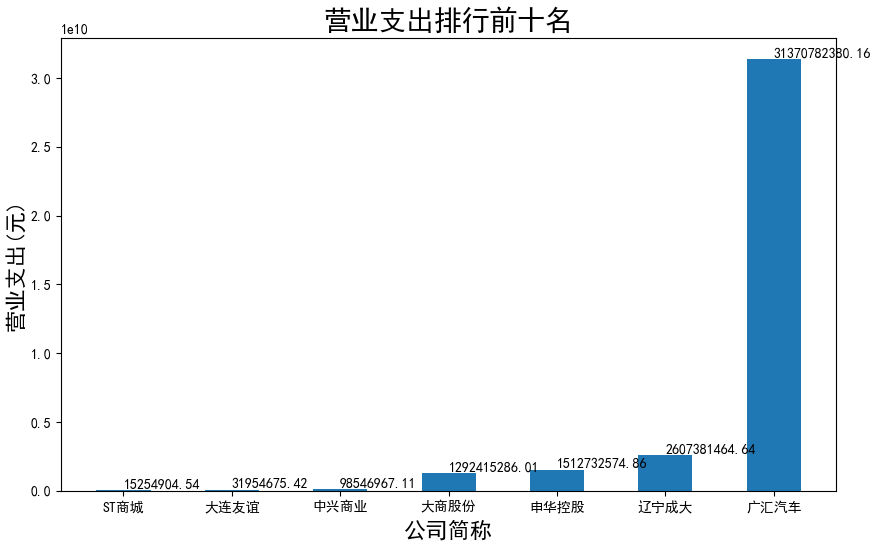 营业支出排行前十名
1e10
营业支出(元)
3.0
2.5
2.0
1.5
1.0
0.5
0.0
15254904.54
31954675.42
98546967.11
1292415286.01
1512732574.86
2607381464.64
31370782380.16
ST商城
大连友谊
中兴商业
大商股份
申华控股
辽宁成大
广汇汽车
公司简称